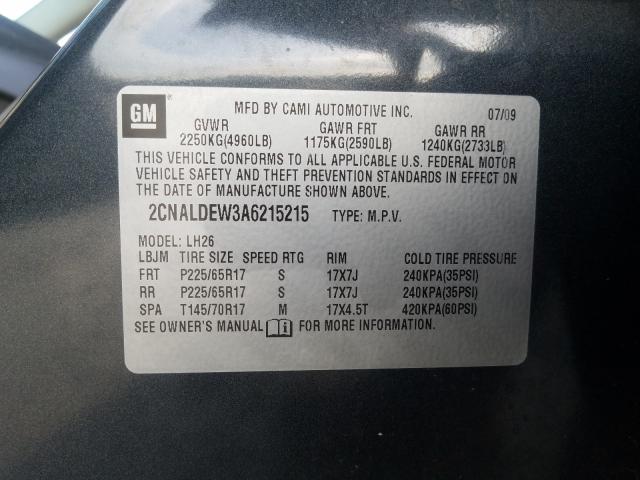 GM ® MFD BY CAMI AUTOMOTIVE INC. 07/09
GVWR GAWR FRT GAWR RR
2250KG(4960LB) 1175KG(2590LB) 1240KG(2733LB)
THIS VEHICLE CONFORMS TO ALL APPLICABLE U.S. FEDERAL MOTOR
VEHICLE SAFETY AND THEFT PREVENTION STANDARDS IN EFFECT ON
THE DATE OF MANUFACTURE SHOWN ABOVE.
2CNALDEW3A6215215 TYPE: M.P.V.
MODEL: LH26
LBJM TIRE SIZE SPEED RTG RIM COLD TIRE PRESSURE
FRT P225/65R17 S 17X7J 240KPA(35PSI)
RR P225/65R17 S 17X7J 240KPA(35PSI)
SPA T145/70R17 M 17X4.5T 420KPA(60PSI)
SEE OWNER'S MANUAL i FOR MORE INFORMATION.